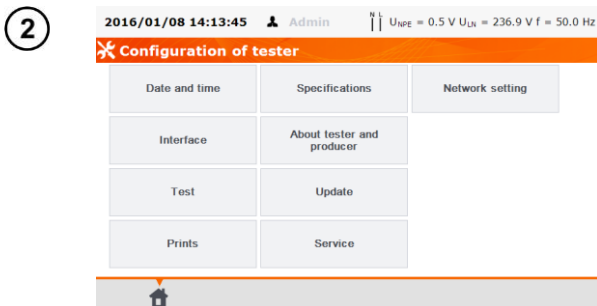 2
2016/01/08 14:13:45 Admin N L UNPE = 0.5 V ULN = 236.9 V f = 50.0 Hz
Configuration of tester
Date and time Specifications Network setting
Interface About tester and
producer
Test Update
Prints Service